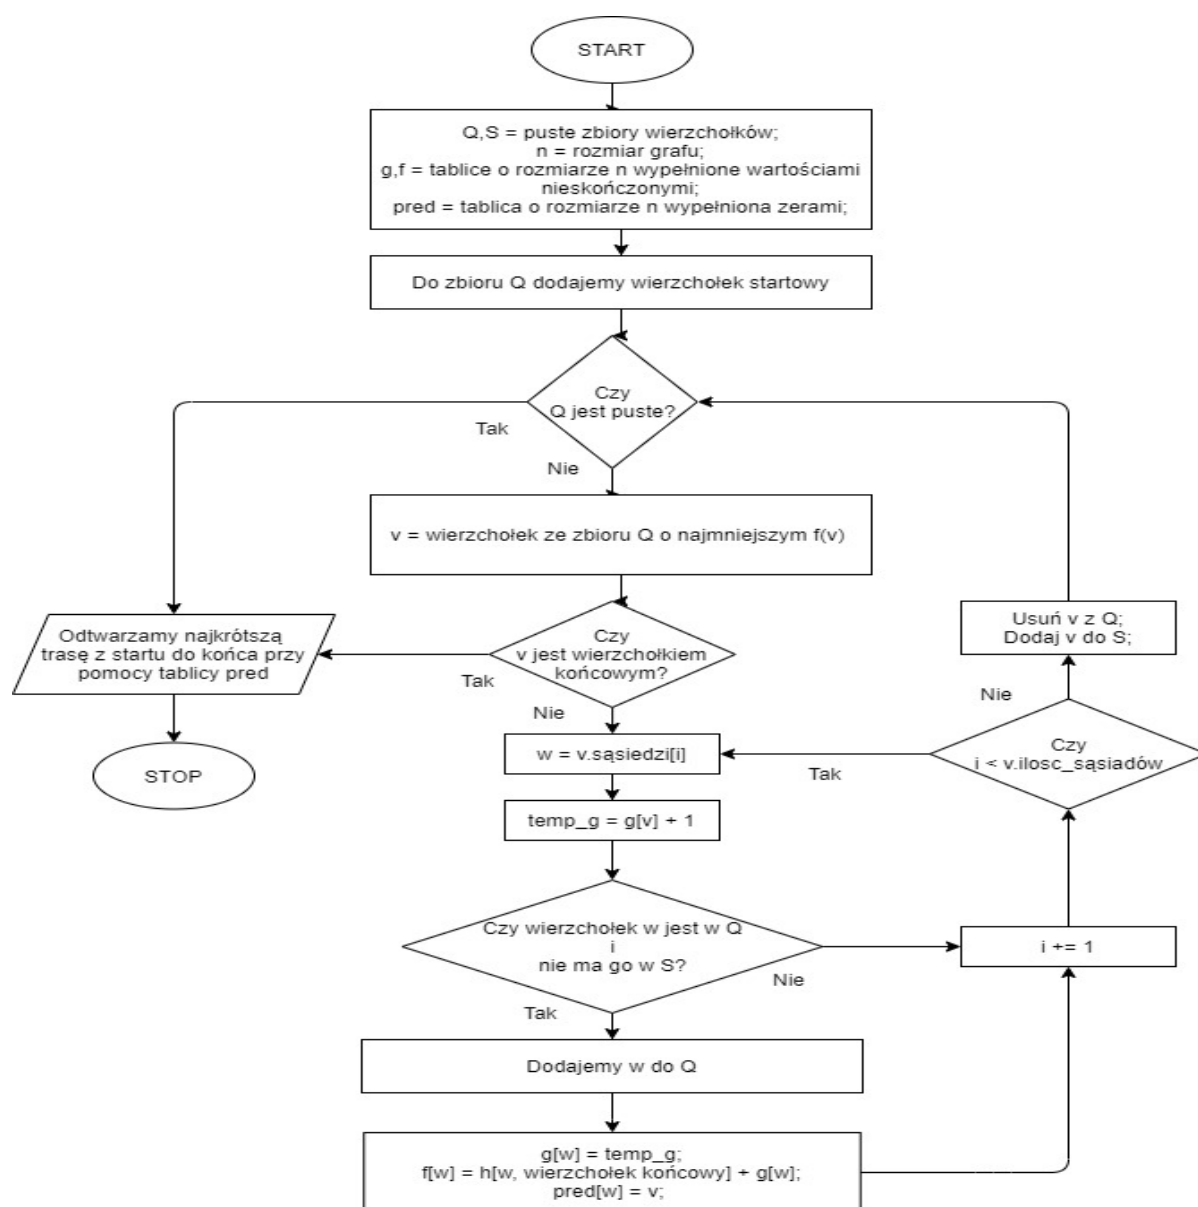 START
Q,S = puste zbiory wierzchołków;
n = rozmiar grafu;
g,f = tablice o rozmiarze n wypełnione wartościami
nieskończonymi;
pred = tablica o rozmiarze n wypełniona zerami;
Do zbioru Q dodajemy wierzchołek startowy
Czy
Q jest puste?
Tak
Nie
v = wierzchołek ze zbioru Q o najmniejszym f(v)
Czy
v jest wierzchołkiem
końcowym?
Tak
Nie
Odtwarzamy najkrótszą
trasę z startu do końca przy
pomocy tablicy pred
STOP
w = v.sąsiedzi[i]
temp_g = g[v] + 1
Czy wierzchołek w jest w Q
i
nie ma go w S?
Nie
Tak
Dodajemy w do Q
g[w] = temp_g;
f[w] = h[w, wierzchołek końcowy] + g[w];
pred[w] = v;
i += 1
Czy
i < v.ilosc_sąsiadów
Tak
Nie
Usuń v z Q;
Dodaj v do S;